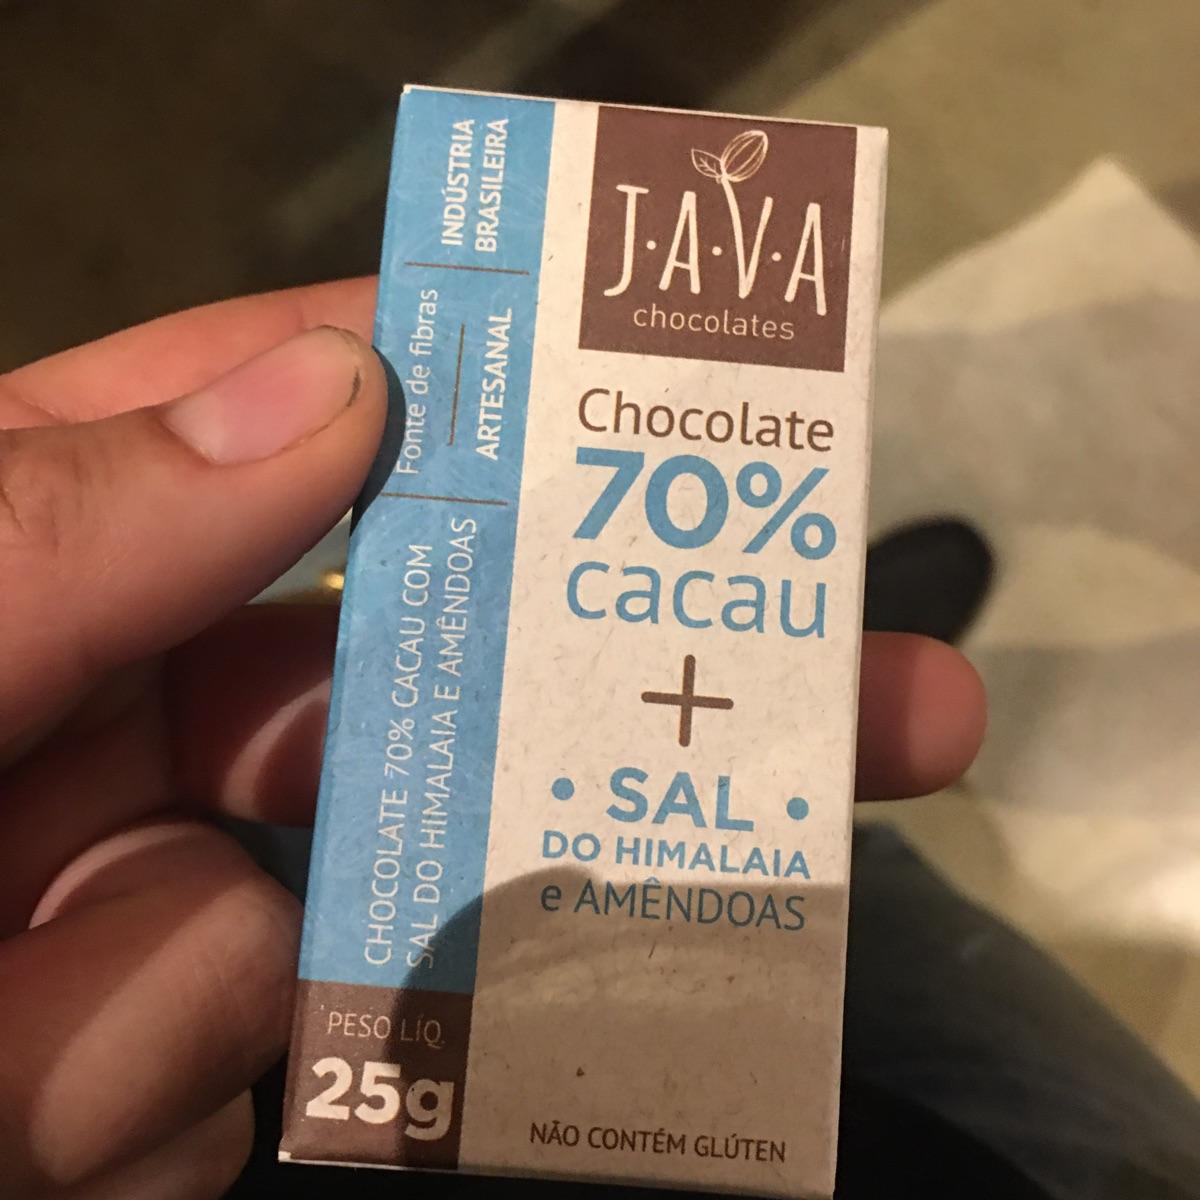 J·A·V·A
chocolates
Chocolate
70%
cacau
+
• SAL •
DO HIMALAIA
e AMÊNDOAS
NÃO CONTÉM GLÚTEN
INDÚSTRIA
BRASILEIRA
Fonte de fibras
ARTESANAL
CHOCOLATE 70% CACAU COM
SAL DO HIMALAIA E AMÊNDOAS
PESO LÍQ.
25g